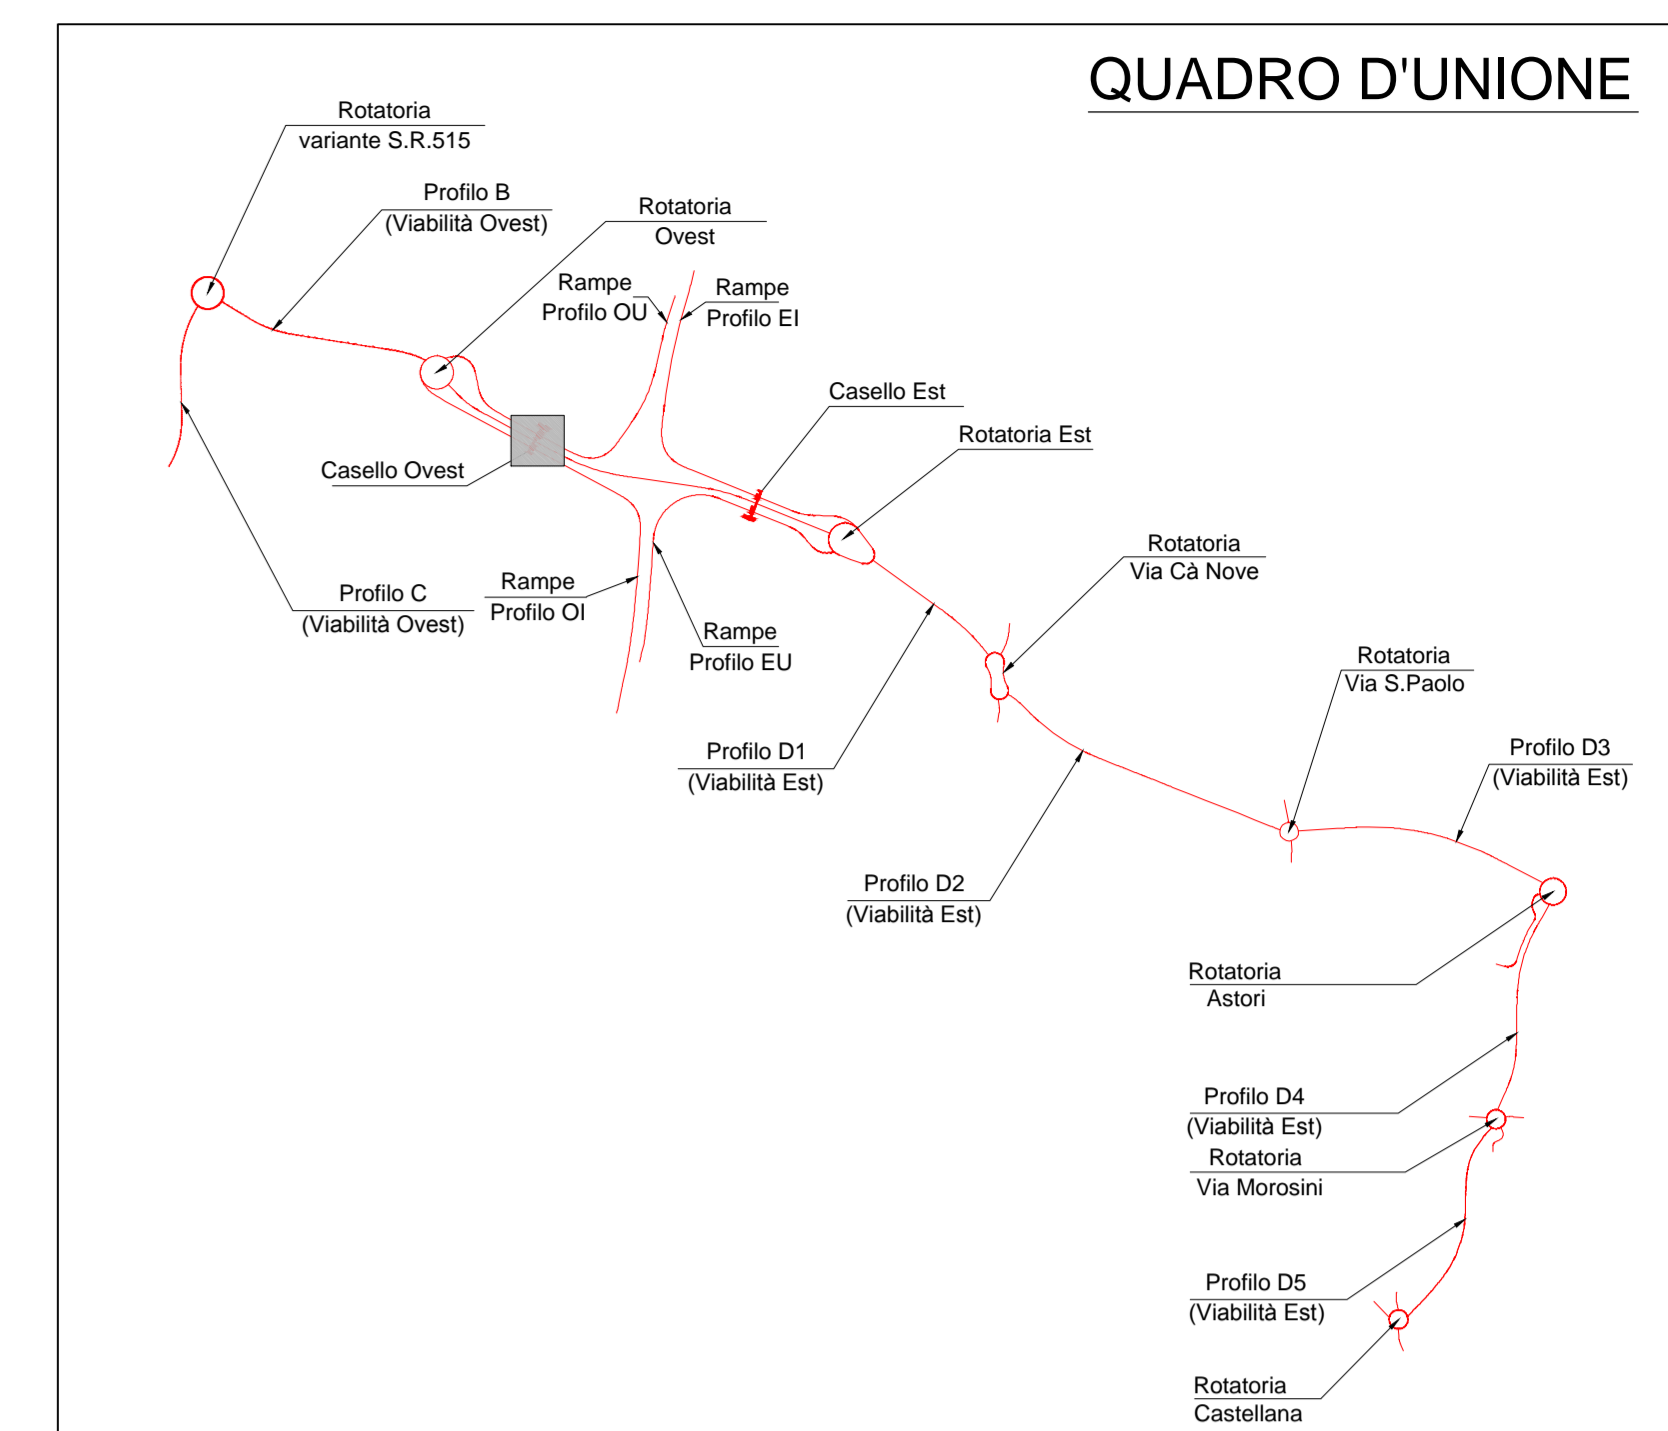 QUADRO D'UNIONE
Rotatoria
variante S.R.515
Profilo B
(Viabilità Ovest)
Rotatoria
Ovest
Rampe
Profilo OU
Rampe
Profilo EI
Casello Est
Rotatoria Est
Casello Ovest
Rotatoria
Via Cà Nove
Profilo C
(Viabilità Ovest)
Rampe
Profilo OI
Rampe
Profilo EU
Rotatoria
Via S.Paolo
Profilo D1
(Viabilità Est)
Profilo D3
(Viabilità Est)
Profilo D2
(Viabilità Est)
Rotatoria
Astori
Profilo D4
(Viabilità Est)
Rotatoria
Via Morosini
Profilo D5
(Viabilità Est)
Rotatoria
Castellana